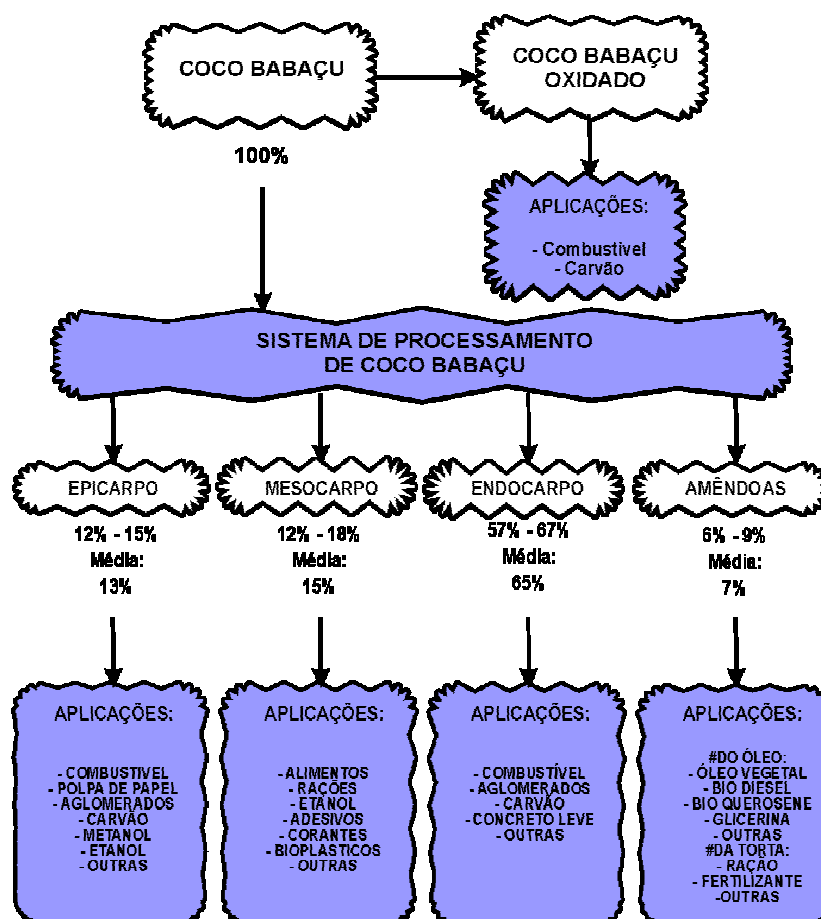 COCO BABAÇU
COCO BABAÇU
OXIDADO
100%
APLICAÇÕES:
- Combustivel
- Carvão
SISTEMA DE PROCESSAMENTO
DE COCO BABAÇU
EPICARPO
12% - 15%
Média:
13%
MESOCARPO
12% - 18%
Média:
15%
ENDOCARPO
57% - 67%
Média:
65%
AMÊNDOAS
6% - 9%
Média:
7%
APLICAÇÕES:
- COMBUSTIVEL
- POLPA DE PAPEL
- AGLOMERADOS
- CARVÃO
- METANOL
- ETANOL
- OUTRAS
APLICAÇÕES:
- ALIMENTOS
- RAÇÕES
- ETANOL
- ADESIVOS
- CORANTES
- BIOPLASTICOS
- OUTRAS
APLICAÇÕES:
- COMBUSTÍVEL
- AGLOMERADOS
- CARVÃO
- CONCRETO LEVE
- OUTRAS
APLICAÇÕES:
#DO ÓLEO:
- ÓLEO VEGETAL
- BIO DIESEL
- BIO QUEROSENE
- GLICERINA
- OUTRAS
#DA TORTA:
- RAÇÃO
- FERTILIZANTE
-OUTRAS